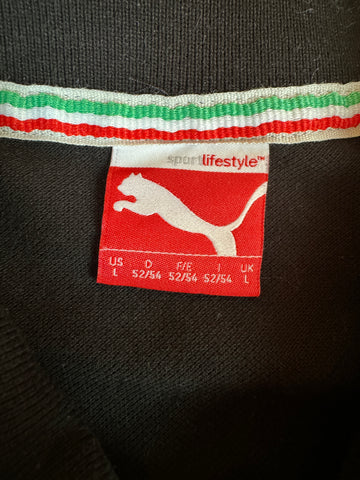 sportlifestyle™
US D F/E I UK
L 52/54 52/54 52/54 L